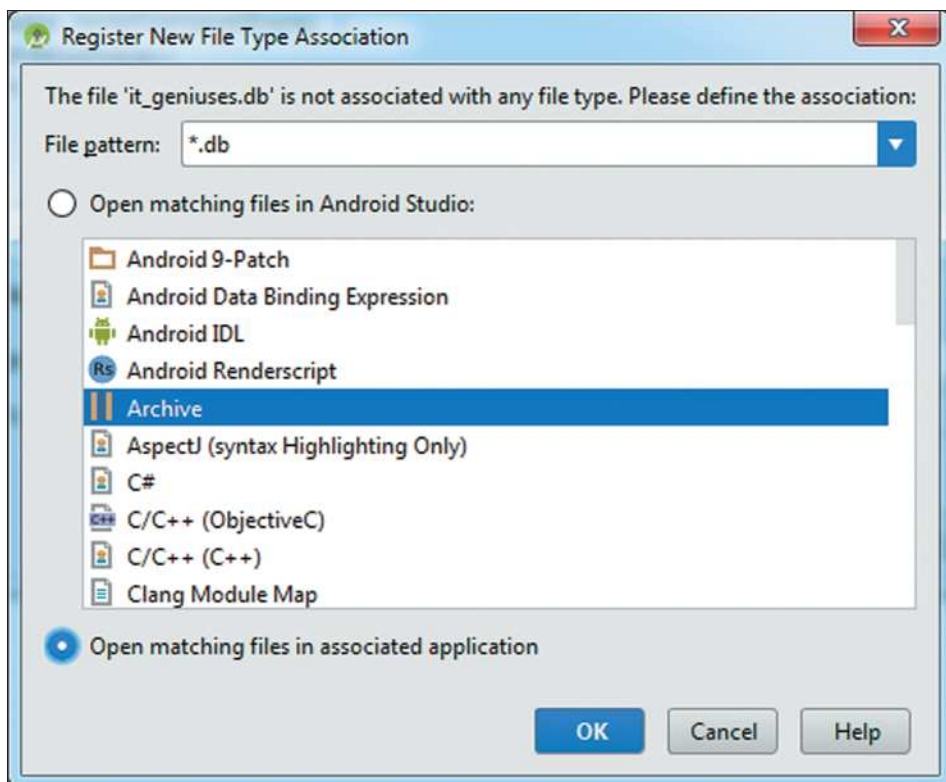 Register New File Type Association
The file 'it_geniuses.db' is not associated with any file type. Please define the association:
File pattern: *.db
Open matching files in Android Studio:
Android 9-Patch
Android Data Binding Expression
Android IDL
Rs Android Renderscript
Archive
AspectJ (syntax Highlighting Only)
C#
C++ C/C++ (ObjectiveC)
C/C++ (C++)
Clang Module Map
Open matching files in associated application
OK Cancel Help